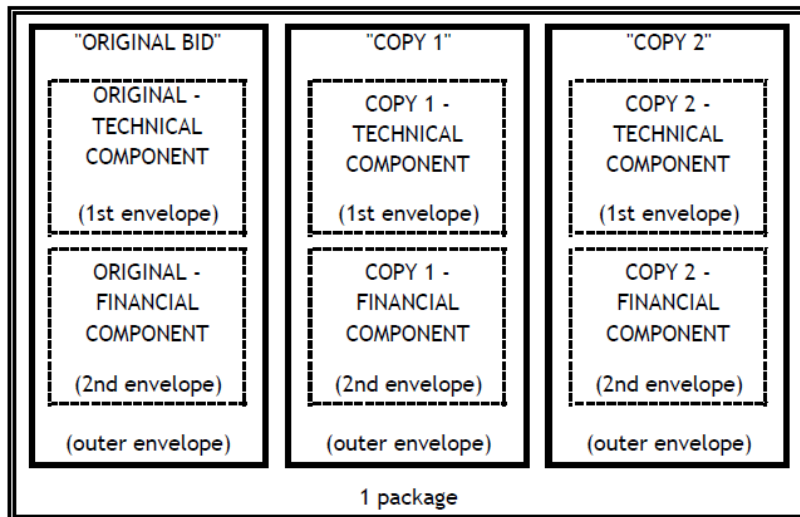 "ORIGINAL BID"
ORIGINAL -
TECHNICAL
COMPONENT
(1st envelope)
ORIGINAL -
FINANCIAL
COMPONENT
(2nd envelope)
(outer envelope)
"COPY 1"
COPY 1 -
TECHNICAL
COMPONENT
(1st envelope)
COPY 1 -
FINANCIAL
COMPONENT
(2nd envelope)
(outer envelope)
"COPY 2"
COPY 2 -
TECHNICAL
COMPONENT
(1st envelope)
COPY 2 -
FINANCIAL
COMPONENT
(2nd envelope)
(outer envelope)
1 package